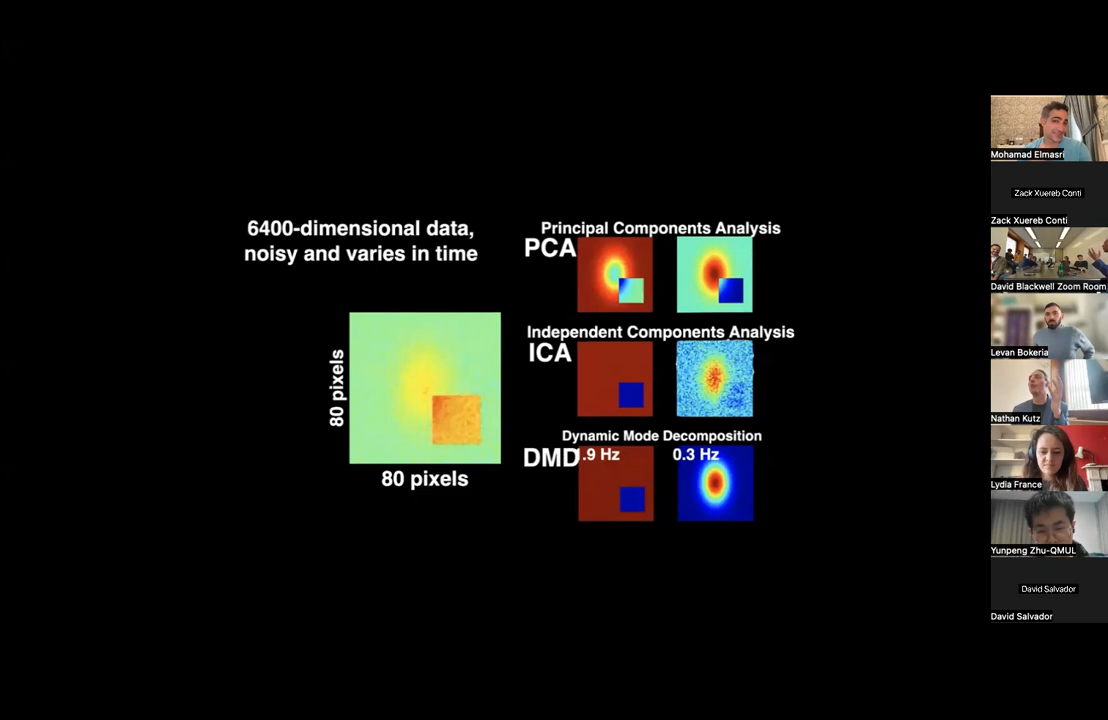 6400-dimensional data,
noisy and varies in time
80 pixels
80 pixels
Principal Components Analysis
PCA
Independent Components Analysis
ICA
Dynamic Mode Decomposition
DMD
.9 Hz
0.3 Hz
Mohamad Elmasri
Zack Xuereb Conti
Zack Xuereb Conti
David Blackwell Zoom Room
Levan Bokeria
Nathan Kutz
Lydia France
Yunpeng Zhu-QMUL
David Salvador
David Salvador